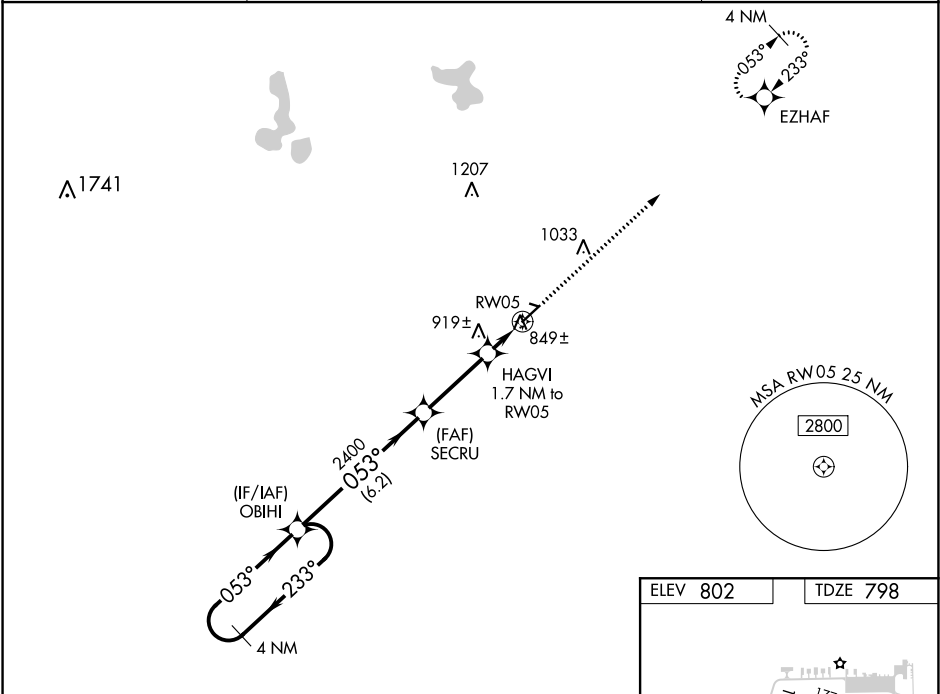 4 NM
053°
233°
EZHAF
1741
1207
1033
RW05
919±
849±
HAGVI
1.7 NM to
RW05
MSA RW05 25 NM
2800
(FAF)
SECRU
2400
053°
(6.2)
(IF/IAF)
OBIHI
053°
233°
4 NM
ELEV 802
TDZE 798